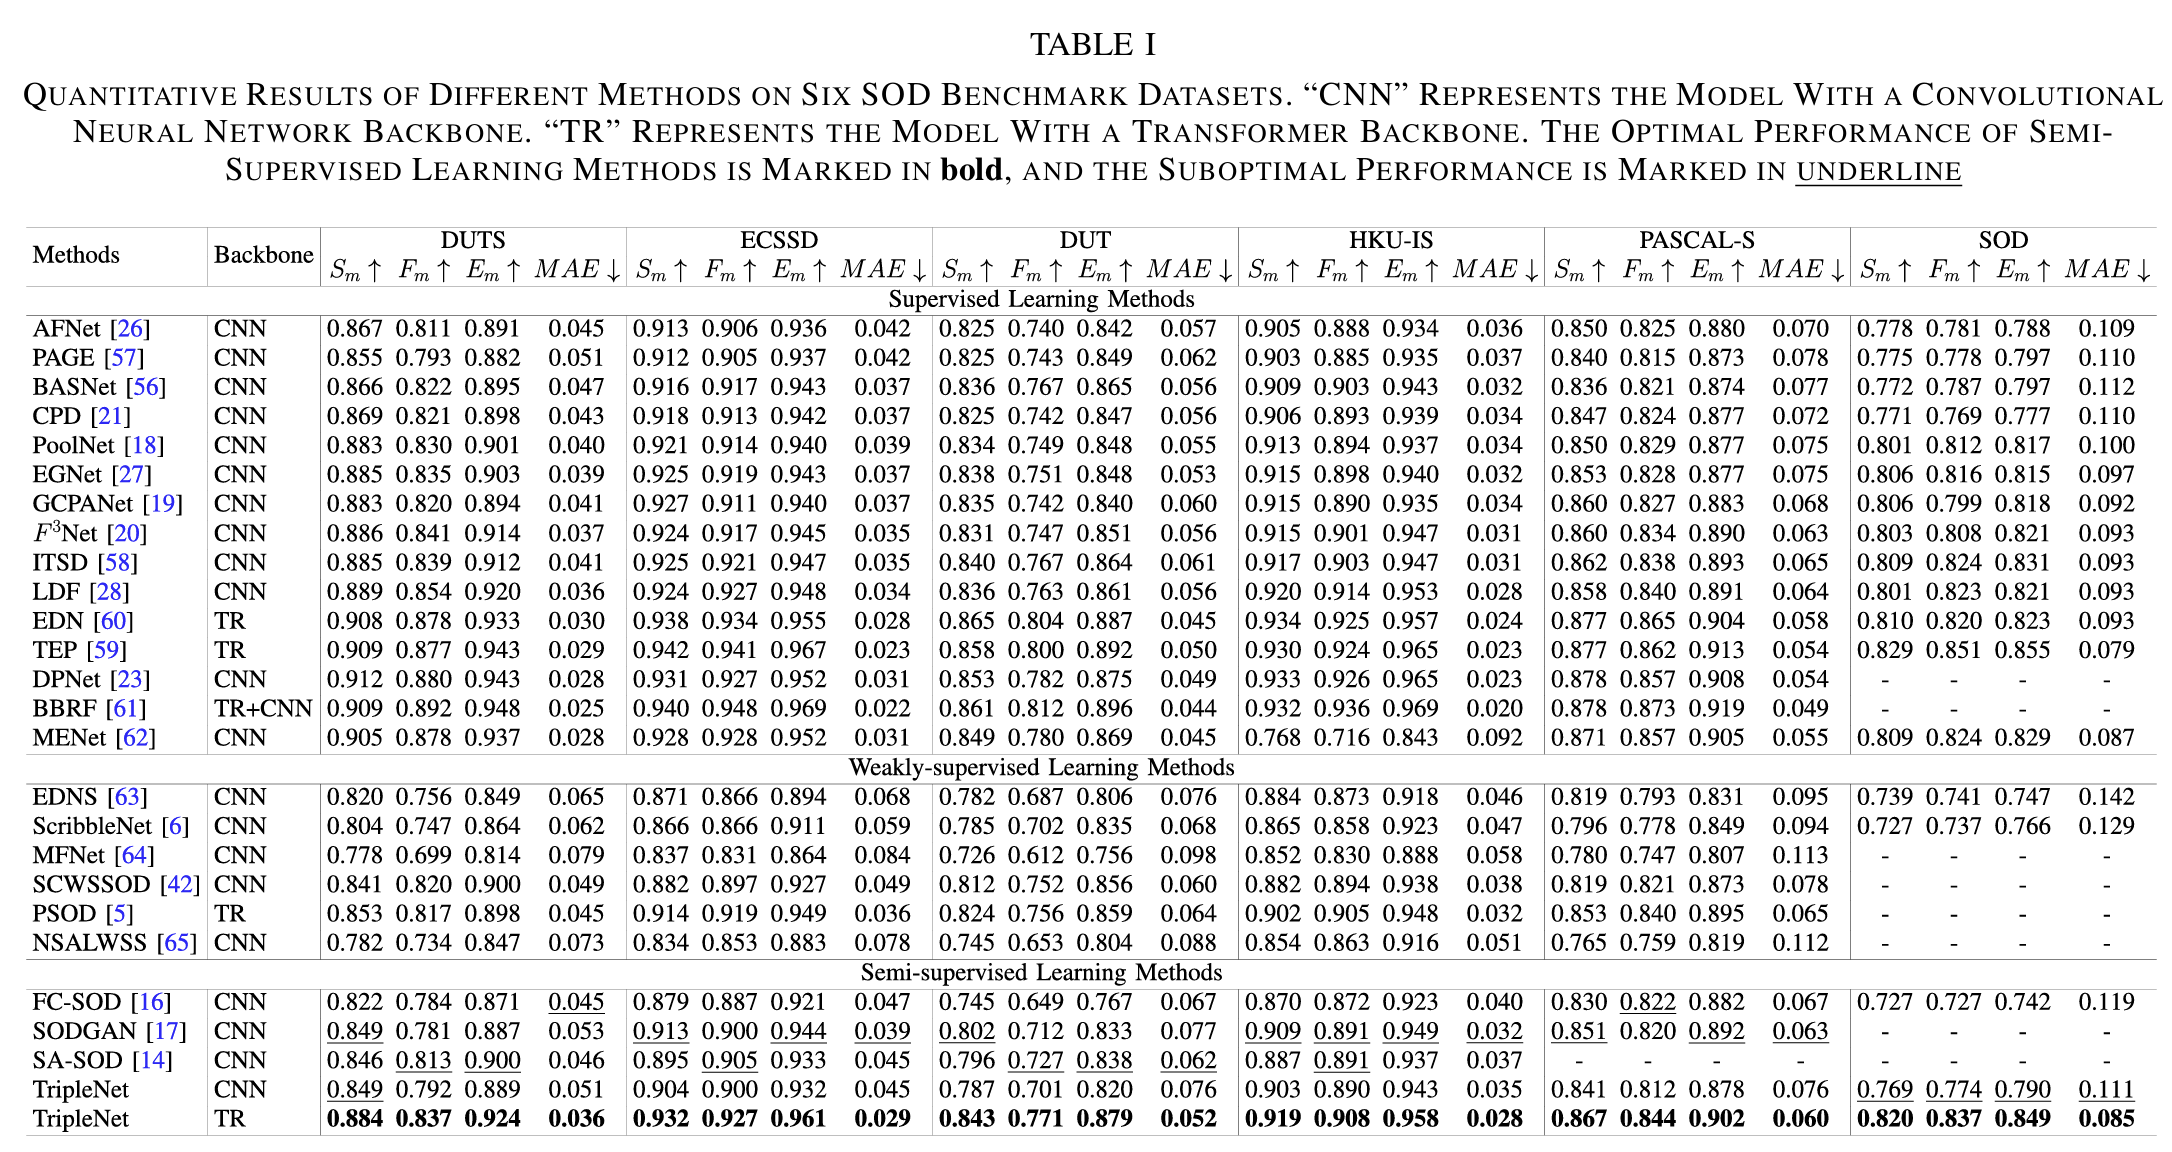 TABLE I
QUANTITATIVE RESULTS OF DIFFERENT METHODS ON SIX SOD BENCHMARK DATASETS. “CNN” REPRESENTS THE MODEL WITH A CONVOLUTIONAL
NEURAL NETWORK BACKBONE. “TR” REPRESENTS THE MODEL WITH A TRANSFORMER BACKBONE. THE OPTIMAL PERFORMANCE OF SEMI-
SUPERVISED LEARNING METHODS IS MARKED IN bold, AND THE SUBOPTIMAL PERFORMANCE IS MARKED IN UNDERLINE
Methods Backbone DUTS ECSSD DUT HKU-IS PASCAL-S SOD
Sm ↑ Fm ↑ Em ↑ MAE ↓ Sm ↑ Fm ↑ Em ↑ MAE ↓ Sm ↑ Fm ↑ Em ↑ MAE ↓ Sm ↑ Fm ↑ Em ↑ MAE ↓ Sm ↑ Fm ↑ Em ↑ MAE ↓ Sm ↑ Fm ↑ Em ↑ MAE ↓
Supervised Learning Methods
AFNet [26] CNN 0.867 0.811 0.891 0.045 0.913 0.906 0.936 0.042 0.825 0.740 0.842 0.057 0.905 0.888 0.934 0.036 0.850 0.825 0.880 0.070 0.778 0.781 0.788 0.109
PAGE [57] CNN 0.855 0.793 0.882 0.051 0.912 0.905 0.937 0.042 0.825 0.743 0.849 0.062 0.903 0.885 0.935 0.037 0.840 0.815 0.873 0.078 0.775 0.778 0.797 0.110
BASNet [56] CNN 0.866 0.822 0.895 0.047 0.916 0.917 0.943 0.037 0.836 0.767 0.865 0.056 0.909 0.903 0.943 0.032 0.836 0.821 0.874 0.077 0.772 0.787 0.797 0.112
CPD [21] CNN 0.869 0.821 0.898 0.043 0.918 0.913 0.942 0.037 0.825 0.742 0.847 0.056 0.906 0.893 0.939 0.034 0.847 0.824 0.877 0.072 0.771 0.769 0.777 0.110
PoolNet [18] CNN 0.883 0.830 0.901 0.040 0.921 0.914 0.940 0.039 0.834 0.749 0.848 0.055 0.913 0.894 0.937 0.034 0.850 0.829 0.877 0.075 0.801 0.812 0.817 0.100
EGNet [27] CNN 0.885 0.835 0.903 0.039 0.925 0.919 0.943 0.037 0.838 0.751 0.848 0.053 0.915 0.898 0.940 0.032 0.853 0.828 0.877 0.075 0.806 0.816 0.815 0.097
GCPANet [19] CNN 0.883 0.820 0.894 0.041 0.927 0.911 0.940 0.037 0.835 0.742 0.840 0.060 0.915 0.890 0.935 0.034 0.860 0.827 0.883 0.068 0.806 0.799 0.818 0.092
F³Net [20] CNN 0.886 0.841 0.914 0.037 0.924 0.917 0.945 0.035 0.831 0.747 0.851 0.056 0.915 0.901 0.947 0.031 0.860 0.834 0.890 0.063 0.803 0.808 0.821 0.093
ITSD [58] CNN 0.885 0.839 0.912 0.041 0.925 0.921 0.947 0.035 0.840 0.767 0.864 0.061 0.917 0.903 0.947 0.031 0.862 0.838 0.893 0.065 0.809 0.824 0.831 0.093
LDF [28] CNN 0.889 0.854 0.920 0.036 0.924 0.927 0.948 0.034 0.836 0.763 0.861 0.056 0.920 0.914 0.953 0.028 0.858 0.840 0.891 0.064 0.801 0.823 0.821 0.093
EDN [60] TR 0.908 0.878 0.933 0.030 0.938 0.934 0.955 0.028 0.865 0.804 0.887 0.045 0.934 0.925 0.957 0.024 0.877 0.865 0.904 0.058 0.810 0.820 0.823 0.093
TEP [59] TR 0.909 0.877 0.943 0.029 0.942 0.941 0.967 0.023 0.858 0.800 0.892 0.050 0.930 0.924 0.965 0.023 0.877 0.862 0.913 0.054 0.829 0.851 0.855 0.079
DPNet [23] CNN 0.912 0.880 0.943 0.028 0.931 0.927 0.952 0.031 0.853 0.782 0.875 0.049 0.933 0.926 0.965 0.023 0.878 0.857 0.908 0.054 - - - -
BBRF [61] TR+CNN 0.909 0.892 0.948 0.025 0.940 0.948 0.969 0.022 0.861 0.812 0.896 0.044 0.932 0.936 0.969 0.020 0.878 0.873 0.919 0.049 - - - -
MENet [62] CNN 0.905 0.878 0.937 0.028 0.928 0.928 0.952 0.031 0.849 0.780 0.869 0.045 0.768 0.716 0.843 0.092 0.871 0.857 0.905 0.055 0.809 0.824 0.829 0.087
Weakly-supervised Learning Methods
EDNS [63] CNN 0.820 0.756 0.849 0.065 0.871 0.866 0.894 0.068 0.782 0.687 0.806 0.076 0.884 0.873 0.918 0.046 0.819 0.793 0.831 0.095 0.739 0.741 0.747 0.142
ScribbleNet [6] CNN 0.804 0.747 0.864 0.062 0.866 0.866 0.911 0.059 0.785 0.702 0.835 0.068 0.865 0.858 0.923 0.047 0.796 0.778 0.849 0.094 0.727 0.737 0.766 0.129
MFNet [64] CNN 0.778 0.699 0.814 0.079 0.837 0.831 0.864 0.084 0.726 0.612 0.756 0.098 0.852 0.830 0.888 0.058 0.780 0.747 0.807 0.113 - - - -
SCWSSOD [42] CNN 0.841 0.820 0.900 0.049 0.882 0.897 0.927 0.049 0.812 0.752 0.856 0.060 0.882 0.894 0.938 0.038 0.819 0.821 0.873 0.078 - - - -
PSOD [5] TR 0.853 0.817 0.898 0.045 0.914 0.919 0.949 0.036 0.824 0.756 0.859 0.064 0.902 0.905 0.948 0.032 0.853 0.840 0.895 0.065 - - - -
NSALWSS [65] CNN 0.782 0.734 0.847 0.073 0.834 0.853 0.883 0.078 0.745 0.653 0.804 0.088 0.854 0.863 0.916 0.051 0.765 0.759 0.819 0.112 - - - -
Semi-supervised Learning Methods
FC-SOD [16] CNN 0.822 0.784 0.871 0.045 0.879 0.887 0.921 0.047 0.745 0.649 0.767 0.067 0.870 0.872 0.923 0.040 0.830 0.822 0.882 0.067 0.727 0.727 0.742 0.119
SODGAN [17] CNN 0.849 0.781 0.887 0.053 0.913 0.900 0.944 0.039 0.802 0.712 0.833 0.077 0.909 0.891 0.949 0.032 0.851 0.820 0.892 0.063 - - - -
SA-SOD [14] CNN 0.846 0.813 0.900 0.046 0.895 0.905 0.933 0.045 0.796 0.727 0.838 0.062 0.887 0.891 0.937 0.037 - - - - - - - -
TripleNet CNN 0.849 0.792 0.889 0.051 0.904 0.900 0.932 0.045 0.787 0.701 0.820 0.076 0.903 0.890 0.943 0.035 0.841 0.812 0.878 0.076 0.769 0.774 0.790 0.111
TripleNet TR 0.884 0.837 0.924 0.036 0.932 0.927 0.961 0.029 0.843 0.771 0.879 0.052 0.919 0.908 0.958 0.028 0.867 0.844 0.902 0.060 0.820 0.837 0.849 0.085